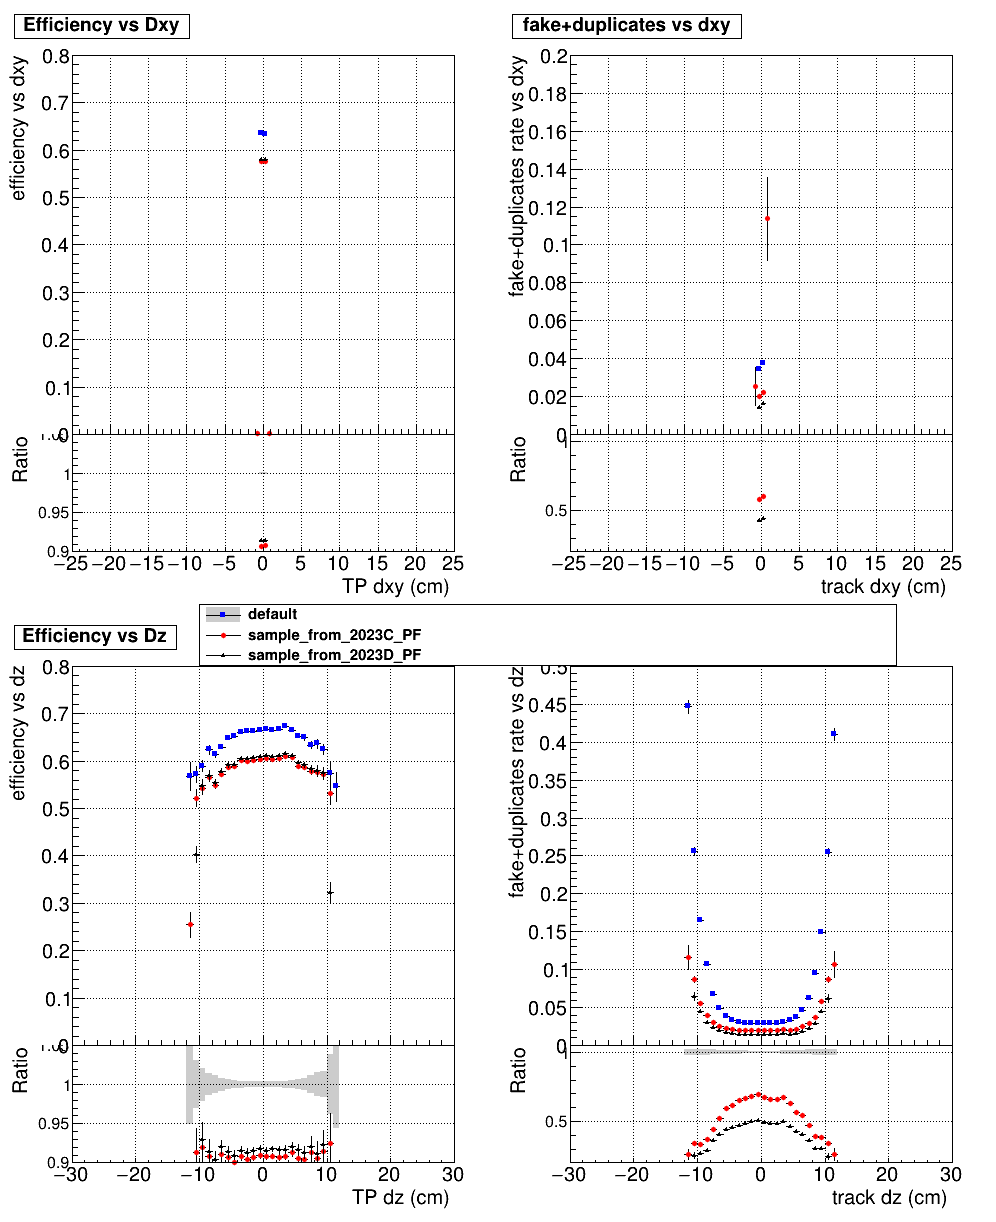 Efficiency vs Dxy
fake+duplicates vs dxy
efficiency vs dxy
0.8
0.7
0.6
0.5
0.4
0.3
0.2
0.1
0
Ratio
1
0.95
0.9
−25 −20 −15 −10 −5 0 5 10 15 20 25
TP dxy (cm)
fake+duplicates rate vs dxy
0.2
0.18
0.16
0.14
0.12
0.1
0.08
0.06
0.04
0.02
0
Ratio
1
0.5
−25 −20 −15 −10 −5 0 5 10 15 20 25
track dxy (cm)
default
sample_from_2023C_PF
sample_from_2023D_PF
Efficiency vs Dz
efficiency vs dz
0.8
0.7
0.6
0.5
0.4
0.3
0.2
0.1
0
Ratio
1
0.95
0.9
−30 −20 −10 0 10 20 30
TP dz (cm)
fake+duplicates rate vs dz
0.5
0.45
0.4
0.35
0.3
0.25
0.2
0.15
0.1
0.05
0
Ratio
1
0.5
−30 −20 −10 0 10 20 30
track dz (cm)